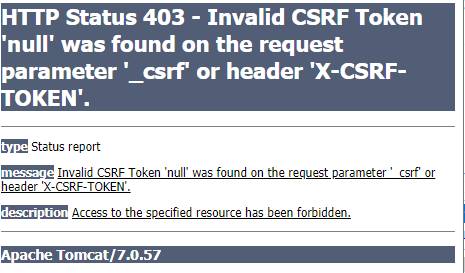 HTTP Status 403 - Invalid CSRF Token
'null' was found on the request
parameter '_csrf' or header 'X-CSRF-
TOKEN'.
type Status report
message Invalid CSRF Token 'null' was found on the request parameter '_csrf' or
header 'X-CSRF-TOKEN'.
description Access to the specified resource has been forbidden.
Apache Tomcat/7.0.57